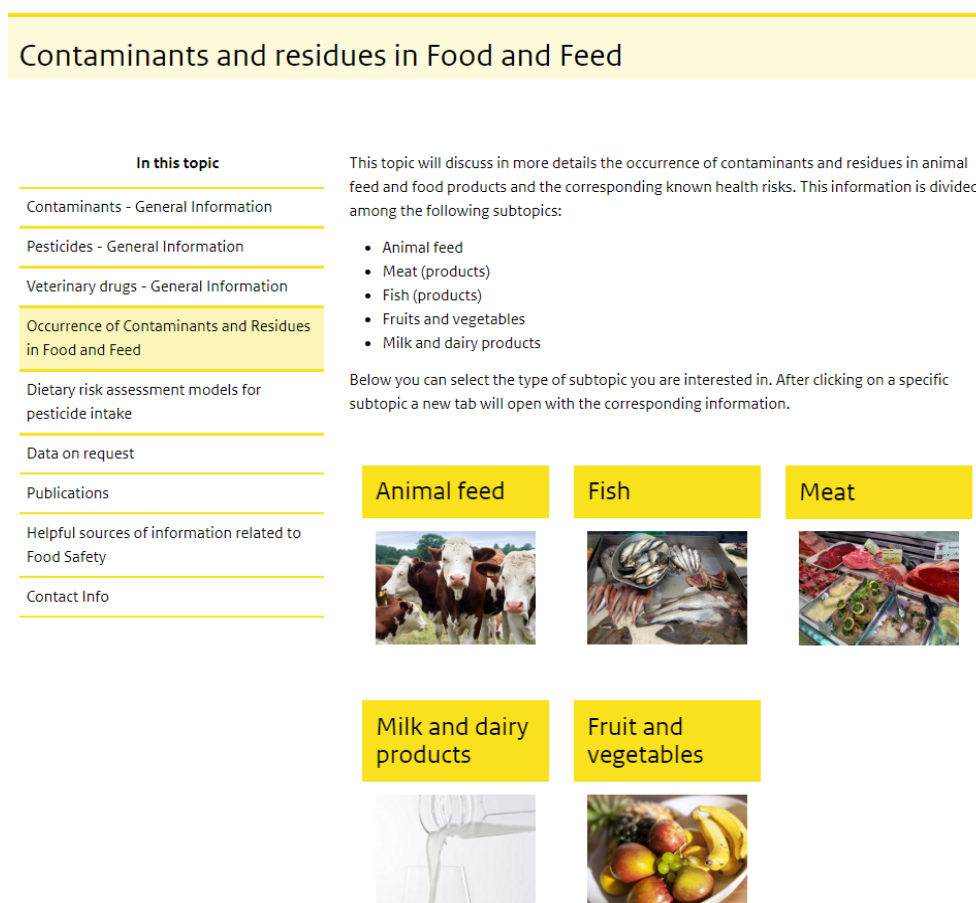 Contaminants and residues in Food and Feed
In this topic
Contaminants - General Information
Pesticides - General Information
Veterinary drugs - General Information
Occurrence of Contaminants and Residues
in Food and Feed
Dietary risk assessment models for
pesticide intake
Data on request
Publications
Helpful sources of information related to
Food Safety
Contact Info
This topic will discuss in more details the occurrence of contaminants and residues in animal
feed and food products and the corresponding known health risks. This information is divided
among the following subtopics:
• Animal feed
• Meat (products)
• Fish (products)
• Fruits and vegetables
• Milk and dairy products
Below you can select the type of subtopic you are interested in. After clicking on a specific
subtopic a new tab will open with the corresponding information.
Animal feed
Fish
Meat
Milk and dairy
products
Fruit and
vegetables